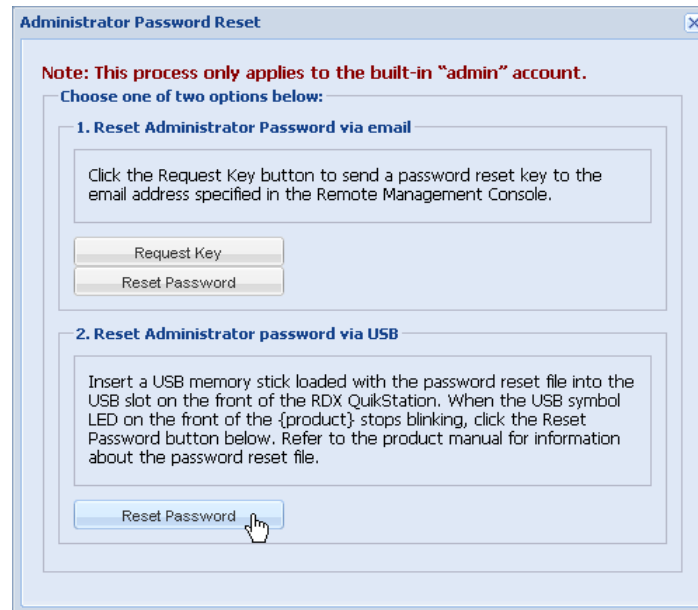 Administrator Password Reset
Note: This process only applies to the built-in “admin” account.
Choose one of two options below:
1. Reset Administrator Password via email
Click the Request Key button to send a password reset key to the
email address specified in the Remote Management Console.
Request Key
Reset Password
2. Reset Administrator password via USB
Insert a USB memory stick loaded with the password reset file into the
USB slot on the front of the RDX QuikStation. When the USB symbol
LED on the front of the {product} stops blinking, click the Reset
Password button below. Refer to the product manual for information
about the password reset file.
Reset Password